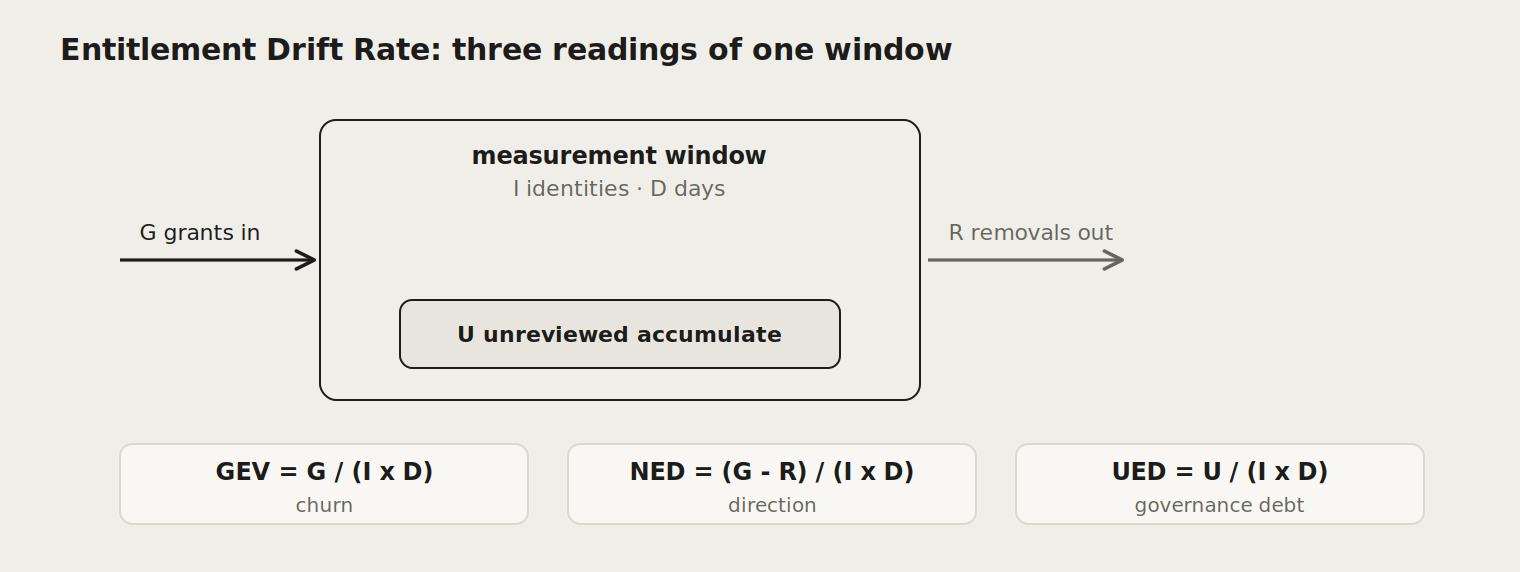 Entitlement Drift Rate: three readings of one window
measurement window
I identities · D days
G grants in
R removals out
U unreviewed accumulate
GEV = G / (I x D)
churn
NED = (G - R) / (I x D)
direction
UED = U / (I x D)
governance debt